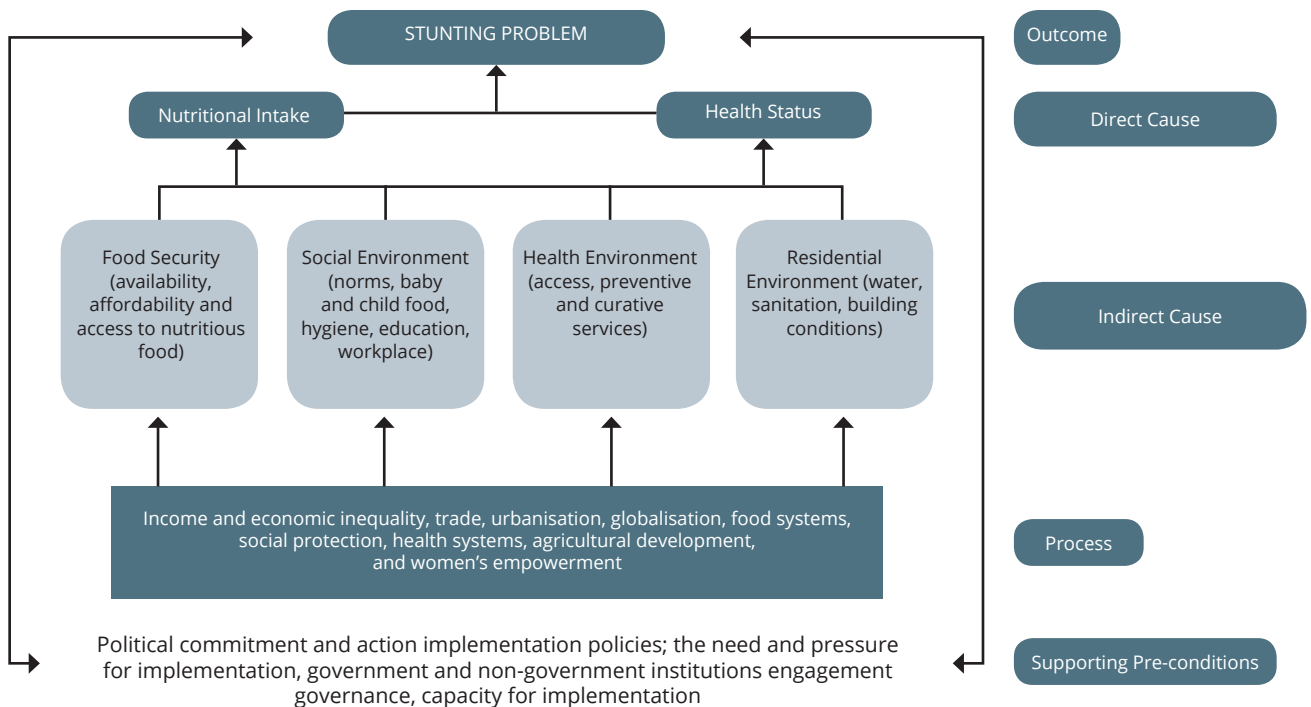 STUNTING PROBLEM
Outcome
Nutritional Intake
Health Status
Direct Cause
Food Security
(availability,
affordability and
access to nutritious
food)
Social Environment
(norms, baby
and child food,
hygiene, education,
workplace)
Health Environment
(access, preventive
and curative
services)
Residential
Environment (water,
sanitation, building
conditions)
Indirect Cause
Income and economic inequality, trade, urbanisation, globalisation, food systems,
social protection, health systems, agricultural development,
and women’s empowerment
Process
Political commitment and action implementation policies; the need and pressure
for implementation, government and non-government institutions engagement
governance, capacity for implementation
Supporting Pre-conditions